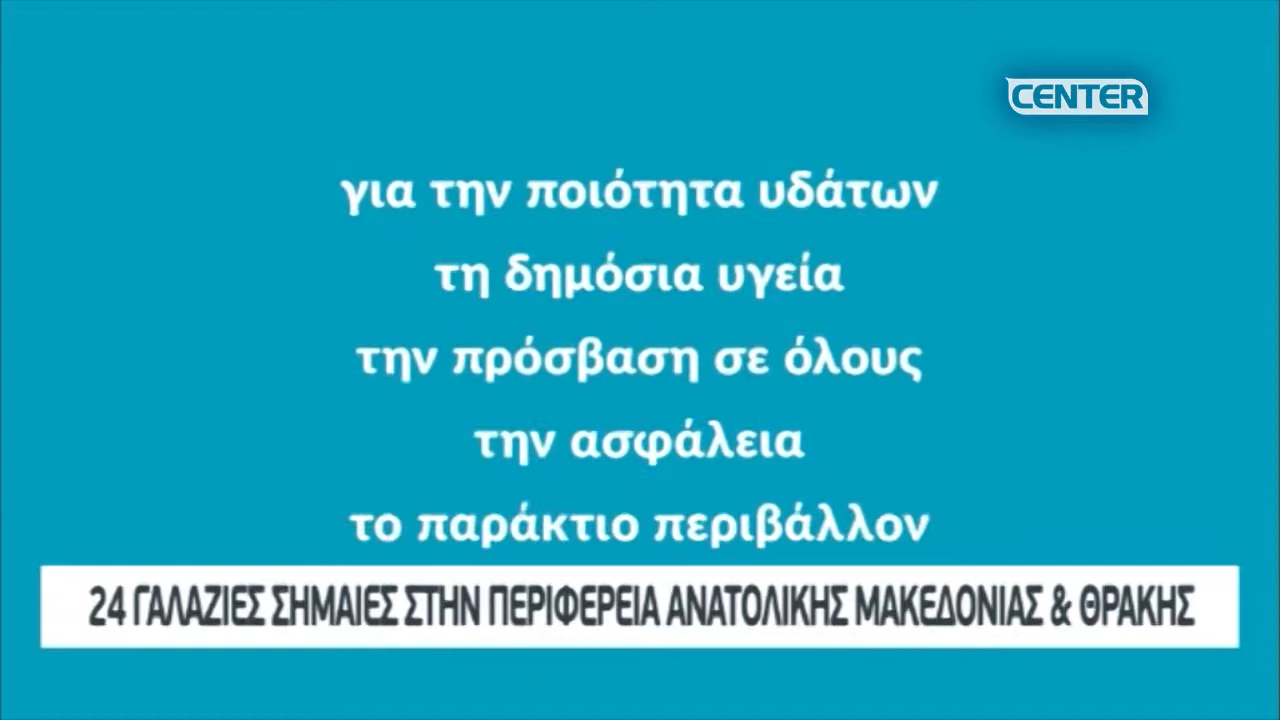 CENTER
για την ποιότητα υδάτων
τη δημόσια υγεία
την πρόσβαση σε όλους
την ασφάλεια
το παράκτιο περιβάλλον
24 ΓΑΛΑΖΙΕΣ ΣΗΜΑΙΕΣ ΣΤΗΝ ΠΕΡΙΦΕΡΕΙΑ ΑΝΑΤΟΛΙΚΗΣ ΜΑΚΕΔΟΝΙΑΣ & ΘΡΑΚΗΣ